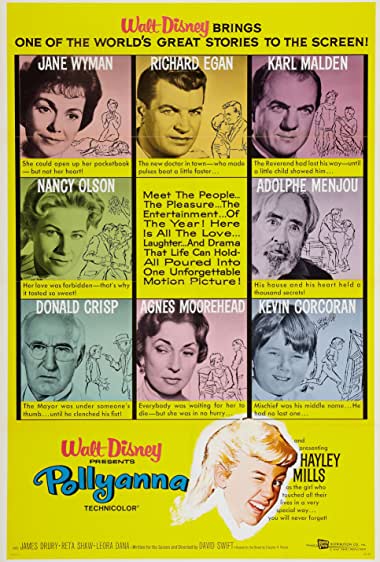 Walt Disney BRINGS
ONE OF THE WORLD'S GREAT STORIES TO THE SCREEN!
JANE WYMAN
She could open up her pocketbook
—but not her heart!
RICHARD EGAN
The new doctor in town—who made
pulses beat a little faster...
KARL MALDEN
The Reverend had lost his way—until
a little child showed him...
NANCY OLSON
Her love was forbidden—that's why
it tasted so sweet!
Meet The People...
The Pleasure...The
Entertainment...Of
The Year! Here
Is All The Love...
Laughter...And Drama
That Life Can Hold-
All Poured Into
One Unforgettable
Motion Picture!
ADOLPHE MENJOU
His house and his heart held a
thousand secrets!
DONALD CRISP
The Mayor was under someone's
thumb...until he clenched his fist!
AGNES MOOREHEAD
Everybody was waiting for her to
die—but she was in no hurry...
KEVIN CORCORAN
Mischief was his middle name...He
had no last one...
Walt Disney
PRESENTS
Pollyanna
TECHNICOLOR®
and
presenting
HAYLEY
MILLS
as the girl who
touched all their
lives in a very
special way...
you will never forget!
JAMES DRURY • RETA SHAW • LEORA DANA • Written for the Screen and Directed by DAVID SWIFT